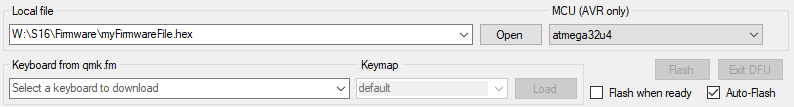 Local file
MCU (AVR only)
W:\S16\Firmware\myFirmwareFile.hex
Open
atmega32u4
Keyboard from qmk.fm
Keymap
Flash
Exit DFU
Select a keyboard to download
default
Load
Flash when ready
Auto-Flash